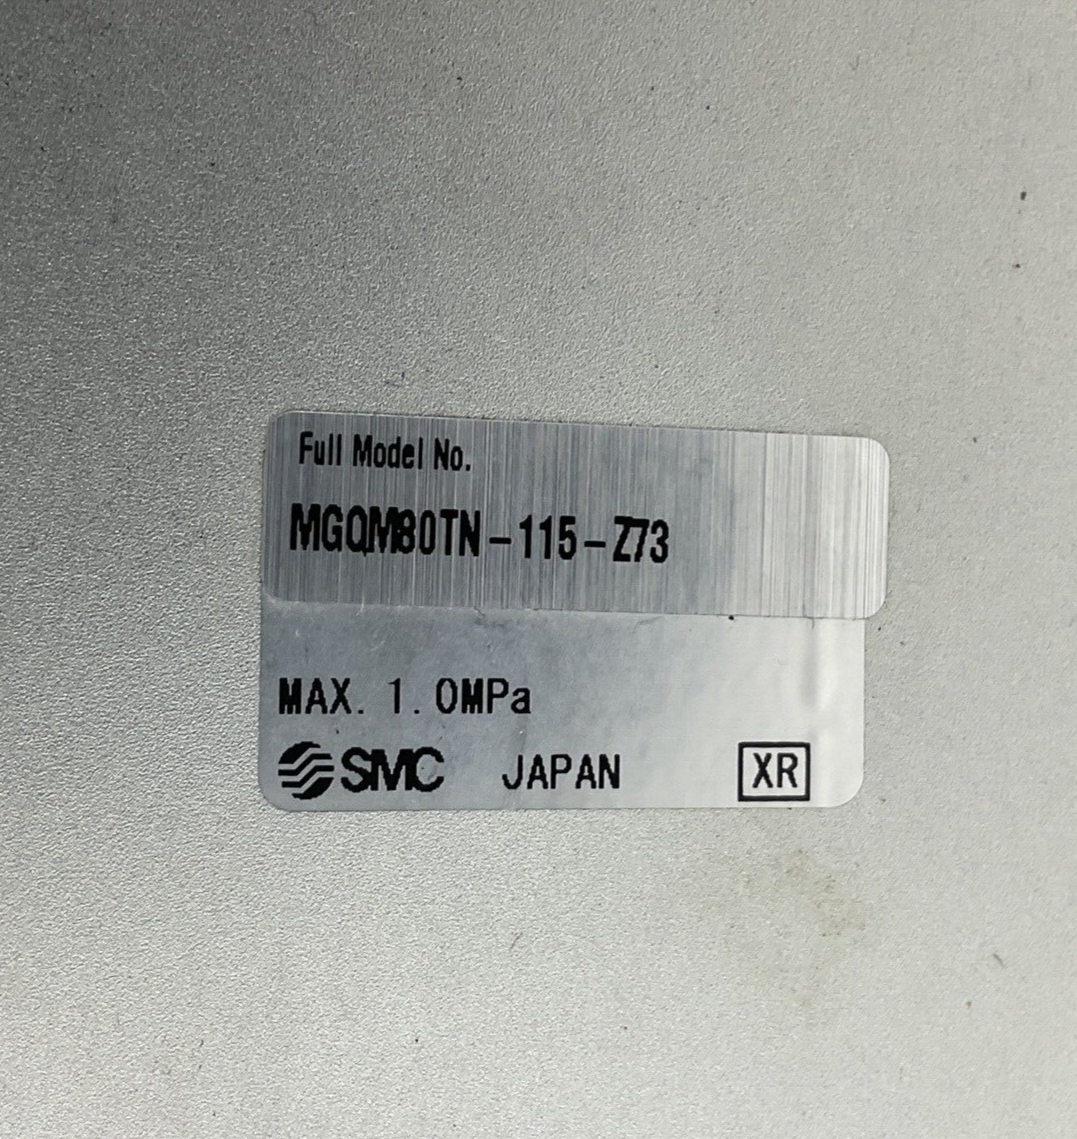 Full Model No.
MGQM80TN-115-Z73
MAX. 1.0MPa
SMC JAPAN XR